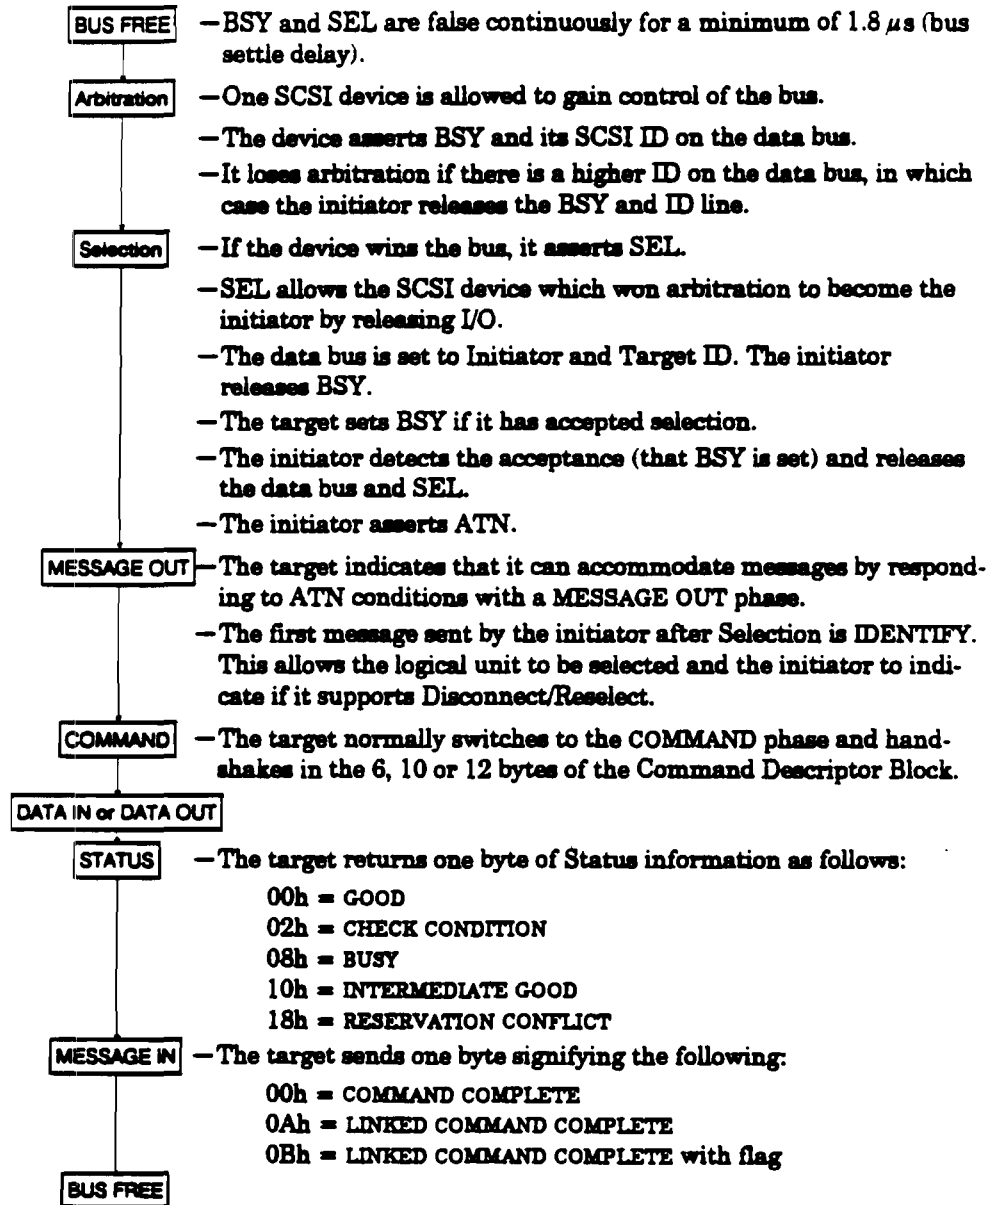 BUS FREE — BSY and SEL are false continuously for a minimum of 1.8 μs (bus
settle delay).
Arbitration — One SCSI device is allowed to gain control of the bus.
— The device asserts BSY and its SCSI ID on the data bus.
— It loses arbitration if there is a higher ID on the data bus, in which
case the initiator releases the BSY and ID line.
Selection — If the device wins the bus, it asserts SEL.
— SEL allows the SCSI device which won arbitration to become the
initiator by releasing I/O.
— The data bus is set to Initiator and Target ID. The initiator
releases BSY.
— The target sets BSY if it has accepted selection.
— The initiator detects the acceptance (that BSY is set) and releases
the data bus and SEL.
— The initiator asserts ATN.
MESSAGE OUT — The target indicates that it can accommodate messages by respond-
ing to ATN conditions with a MESSAGE OUT phase.
— The first message sent by the initiator after Selection is IDENTIFY.
This allows the logical unit to be selected and the initiator to indi-
cate if it supports Disconnect/Reselect.
COMMAND — The target normally switches to the COMMAND phase and hand-
shakes in the 6, 10 or 12 bytes of the Command Descriptor Block.
DATA IN or DATA OUT
STATUS — The target returns one byte of Status information as follows:
00h = GOOD
02h = CHECK CONDITION
08h = BUSY
10h = INTERMEDIATE GOOD
18h = RESERVATION CONFLICT
MESSAGE IN — The target sends one byte signifying the following:
00h = COMMAND COMPLETE
0Ah = LINKED COMMAND COMPLETE
0Bh = LINKED COMMAND COMPLETE with flag
BUS FREE